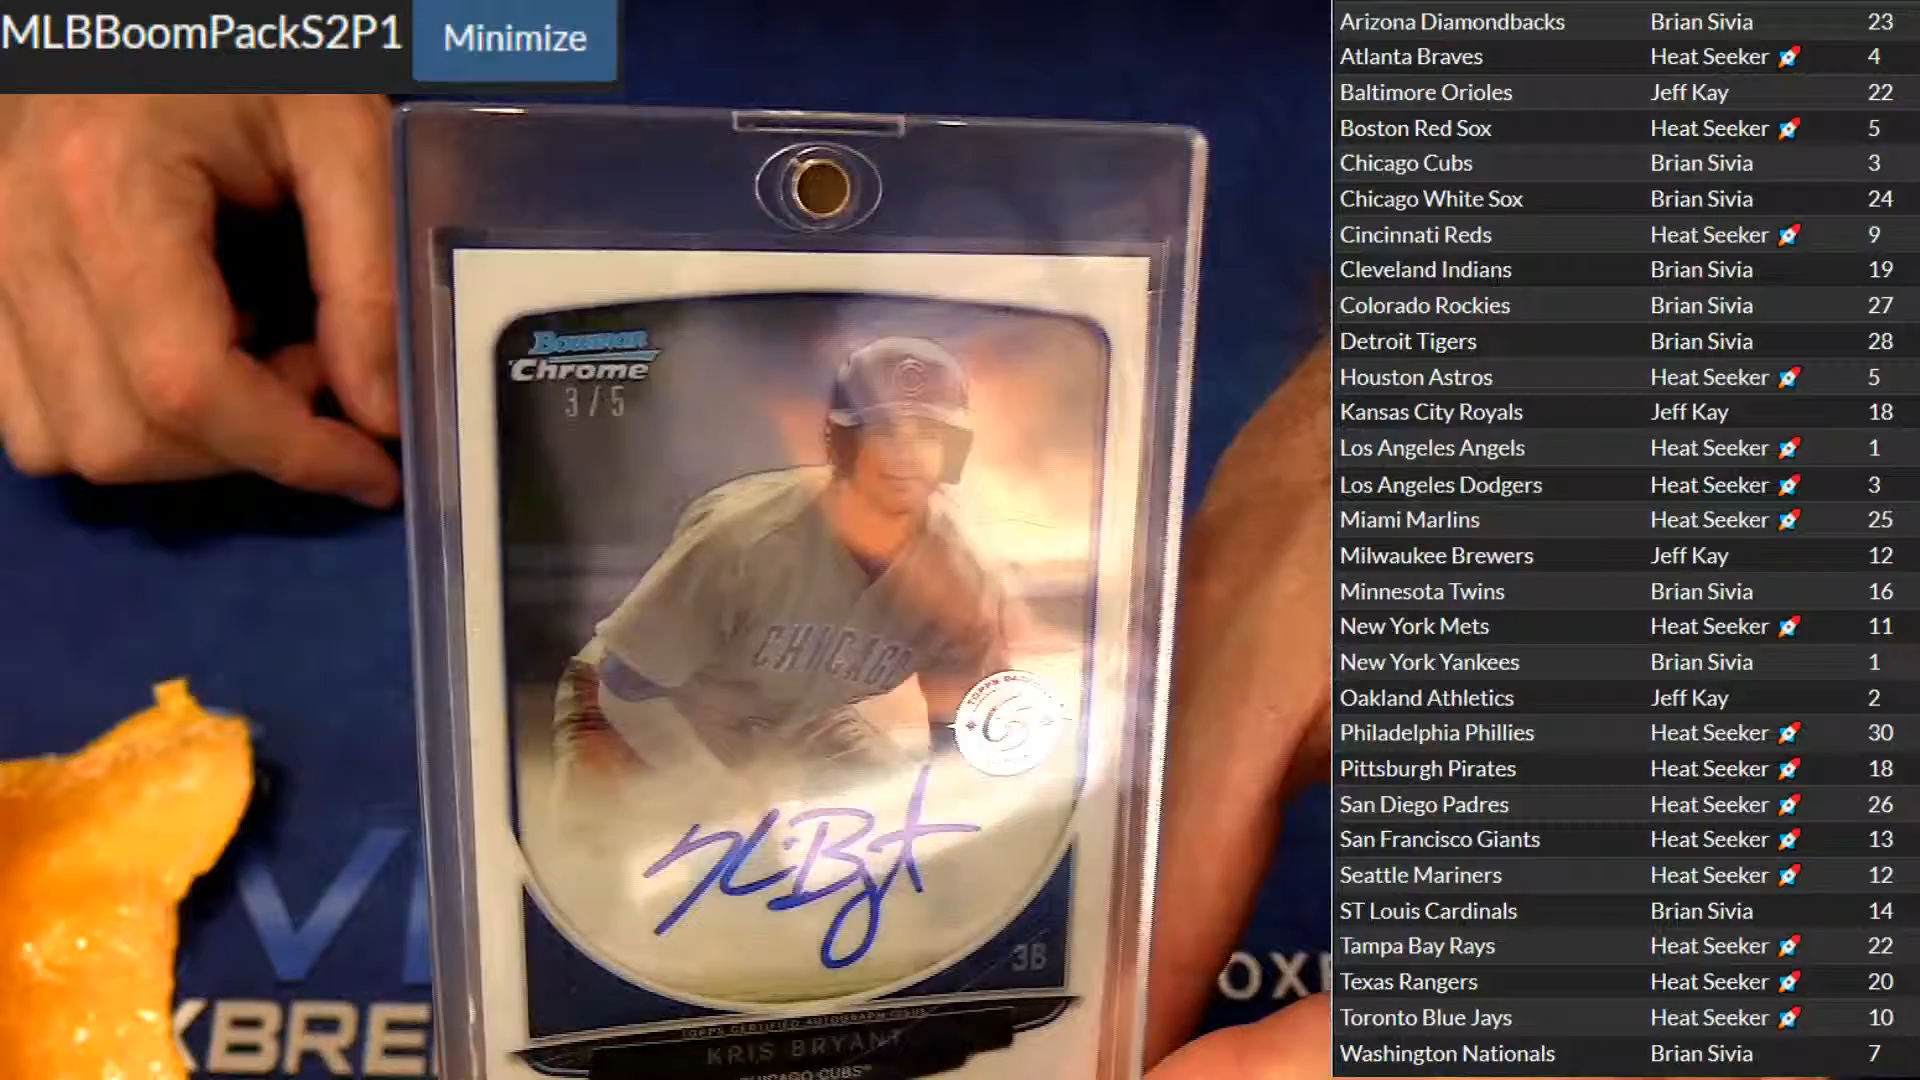 MLBBoomPackS2P1
Minimize
Bowman
Chrome
3/5
CHICAGO
3B
TOPPS CERTIFIED AUTOGRAPH ISSUE
KRIS BRYANT
CHICAGO CUBS
XBRE
OX
Arizona Diamondbacks Brian Sivia 23
Atlanta Braves Heat Seeker 🚀 4
Baltimore Orioles Jeff Kay 22
Boston Red Sox Heat Seeker 🚀 5
Chicago Cubs Brian Sivia 3
Chicago White Sox Brian Sivia 24
Cincinnati Reds Heat Seeker 🚀 9
Cleveland Indians Brian Sivia 19
Colorado Rockies Brian Sivia 27
Detroit Tigers Brian Sivia 28
Houston Astros Heat Seeker 🚀 5
Kansas City Royals Jeff Kay 18
Los Angeles Angels Heat Seeker 🚀 1
Los Angeles Dodgers Heat Seeker 🚀 3
Miami Marlins Heat Seeker 🚀 25
Milwaukee Brewers Jeff Kay 12
Minnesota Twins Brian Sivia 16
New York Mets Heat Seeker 🚀 11
New York Yankees Brian Sivia 1
Oakland Athletics Jeff Kay 2
Philadelphia Phillies Heat Seeker 🚀 30
Pittsburgh Pirates Heat Seeker 🚀 18
San Diego Padres Heat Seeker 🚀 26
San Francisco Giants Heat Seeker 🚀 13
Seattle Mariners Heat Seeker 🚀 12
ST Louis Cardinals Brian Sivia 14
Tampa Bay Rays Heat Seeker 🚀 22
Texas Rangers Heat Seeker 🚀 20
Toronto Blue Jays Heat Seeker 🚀 10
Washington Nationals Brian Sivia 7